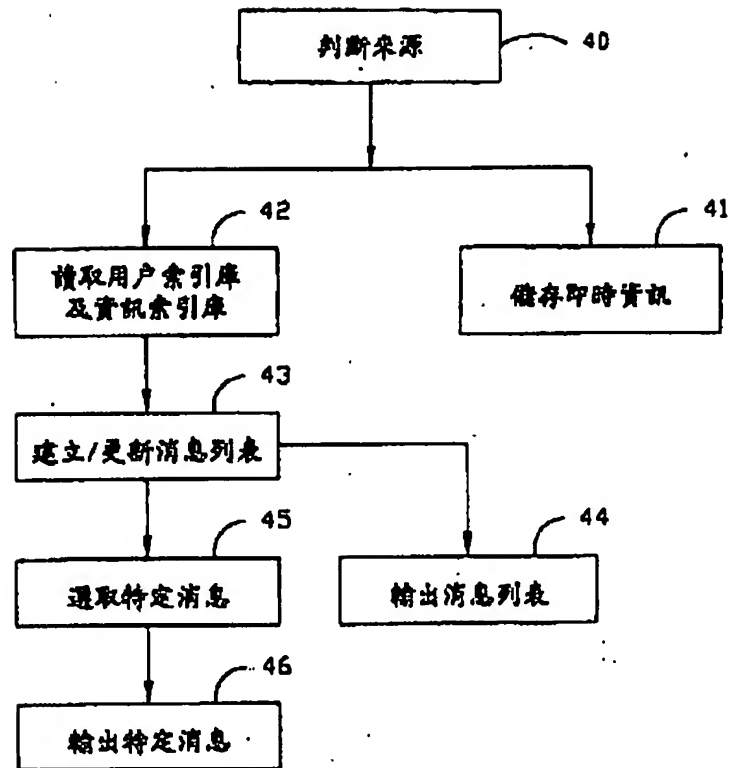 判斷來源
40
42
41
讀取用户索引庫
及資訊索引庫
儲存即時資訊
43
建立/更新消息列表
45
44
選取特定消息
輸出消息列表
46
輸出特定消息